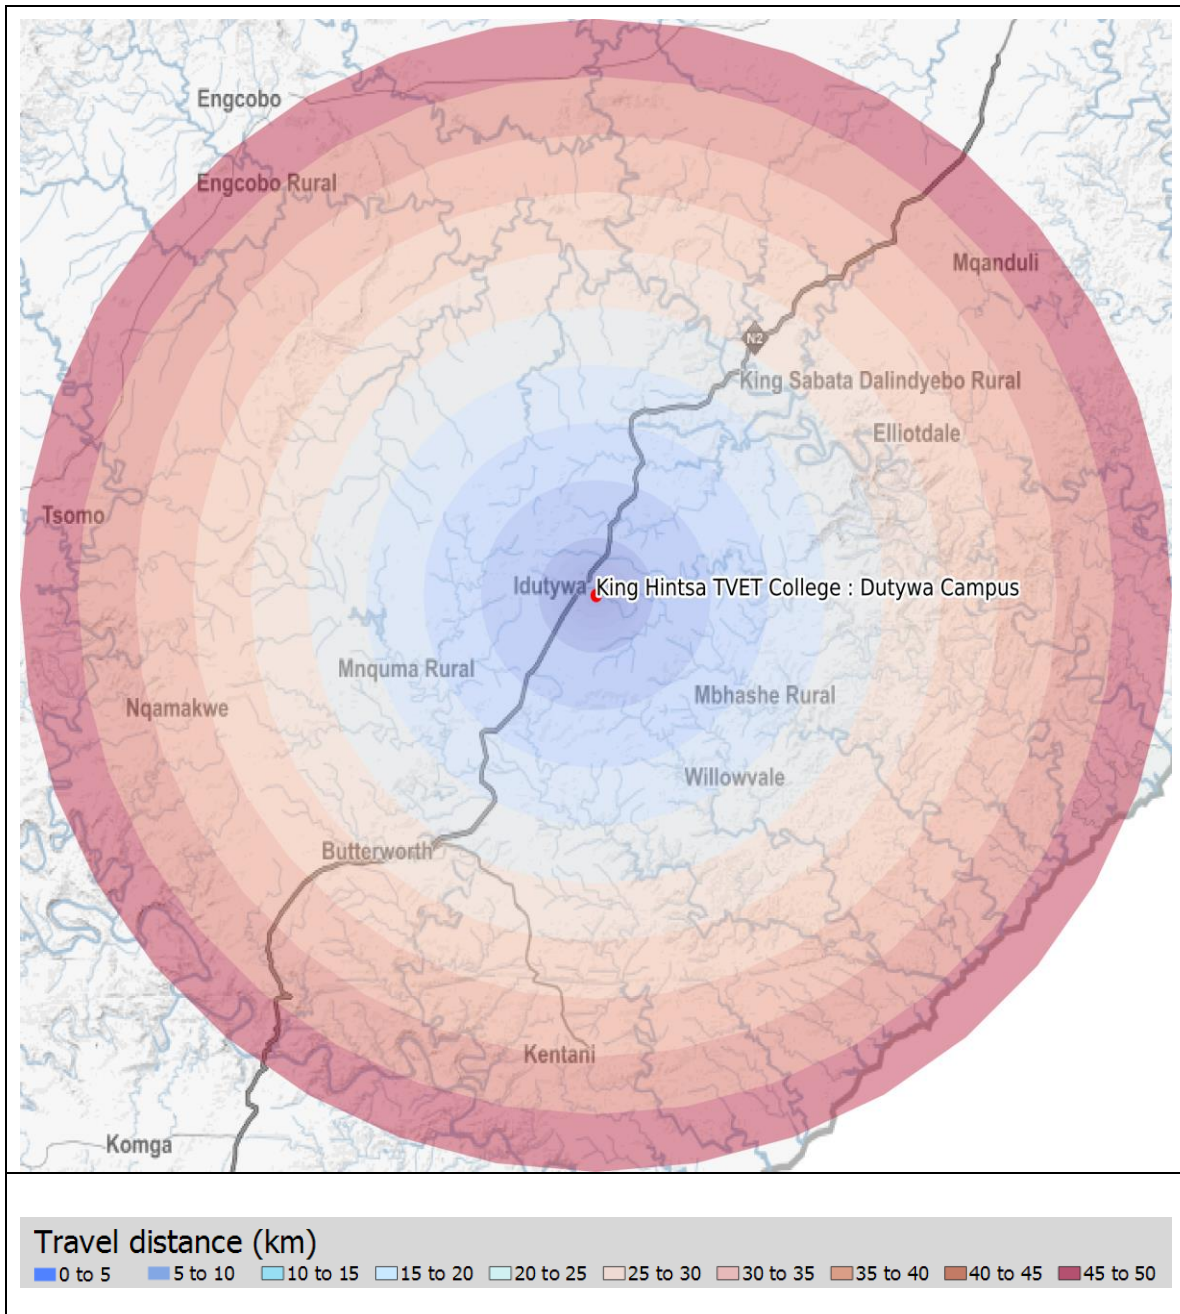 Engcobo
Engcobo Rural
Mqanduli
N2
King Sabata Dalindyebo Rural
Elliotdale
Tsomo
Idutywa
King Hintsa TVET College : Dutywa Campus
Mnquma Rural
Mbhashe Rural
Nqamakwe
Willowvale
Butterworth
Kentani
Komga
Travel distance (km)
0 to 5 5 to 10 10 to 15 15 to 20 20 to 25 25 to 30 30 to 35 35 to 40 40 to 45 45 to 50